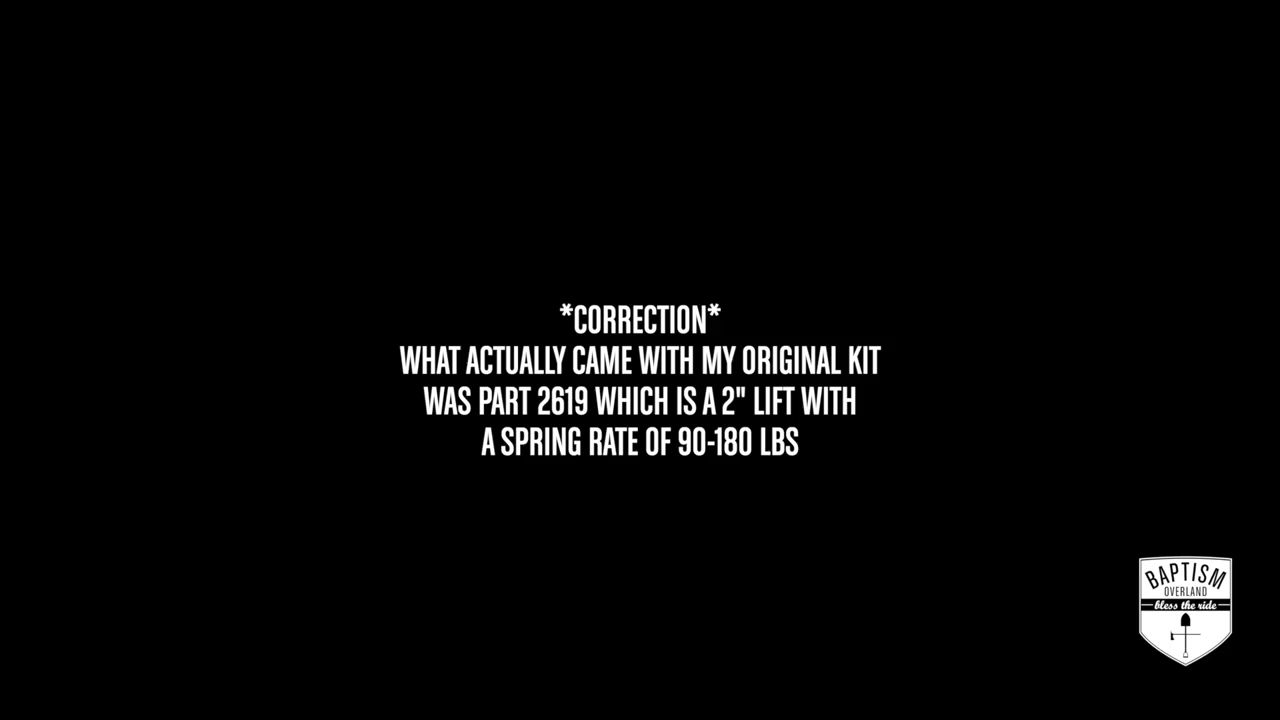 *CORRECTION*
WHAT ACTUALLY CAME WITH MY ORIGINAL KIT
WAS PART 2619 WHICH IS A 2" LIFT WITH
A SPRING RATE OF 90-180 LBS
BAPTISM
OVERLAND
bless the ride